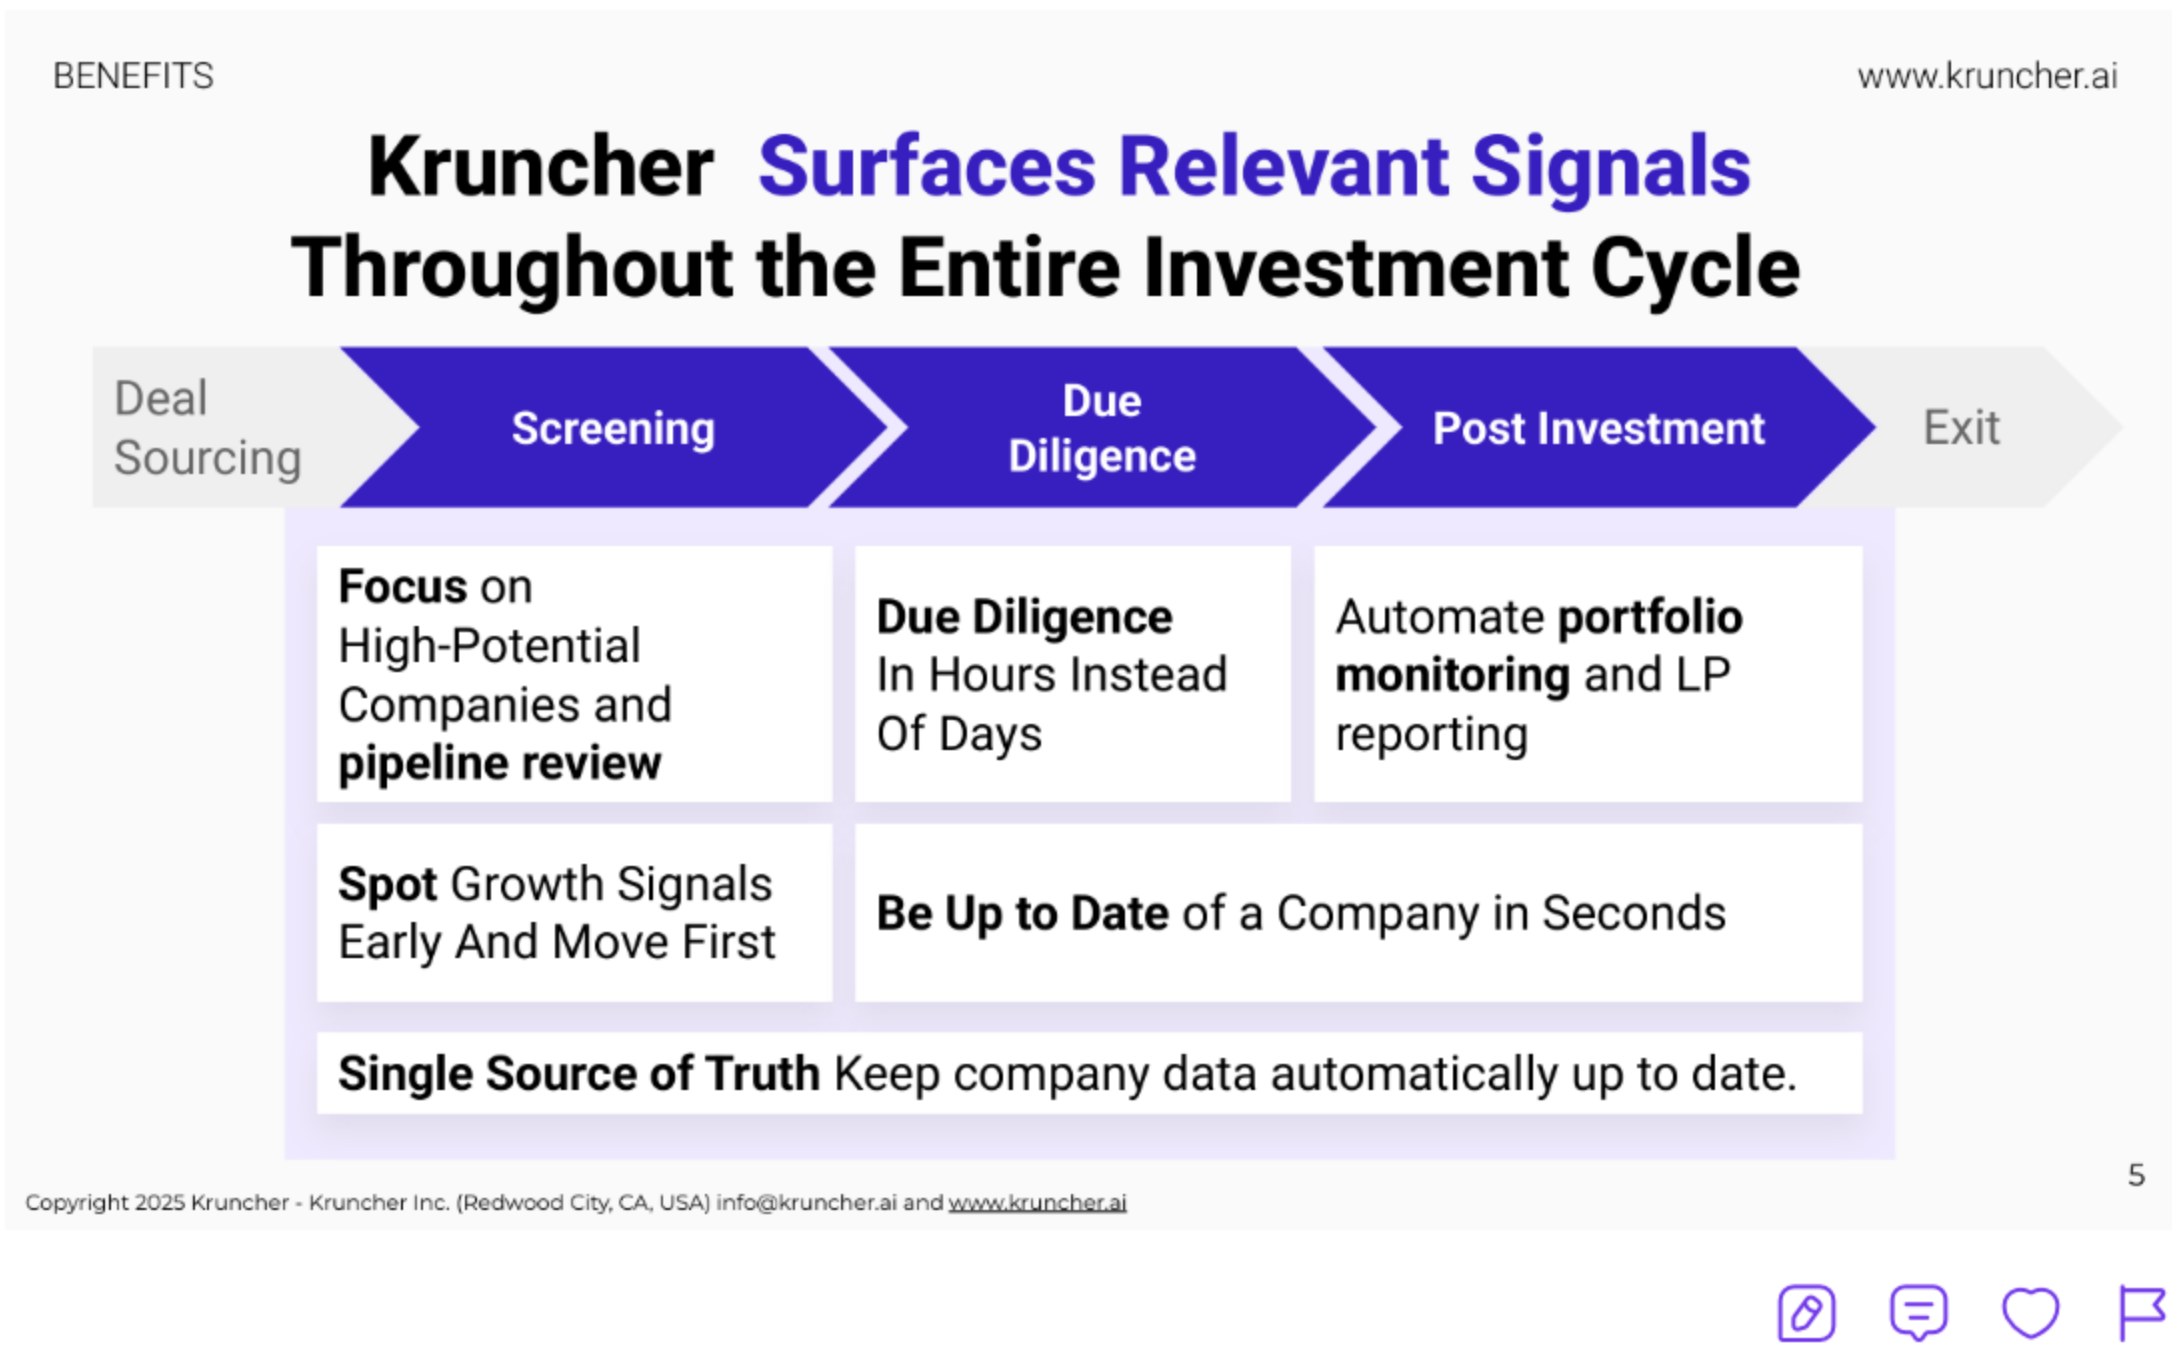 BENEFITS
www.kruncher.ai
Kruncher Surfaces Relevant Signals
Throughout the Entire Investment Cycle
Deal
Sourcing
Screening
Due
Diligence
Post Investment
Exit
Focus on
High-Potential
Companies and
pipeline review
Due Diligence
In Hours Instead
Of Days
Automate portfolio
monitoring and LP
reporting
Spot Growth Signals
Early And Move First
Be Up to Date of a Company in Seconds
Single Source of Truth Keep company data automatically up to date.
5
Copyright 2025 Kruncher - Kruncher Inc. (Redwood City, CA, USA) info@kruncher.ai and www.kruncher.ai